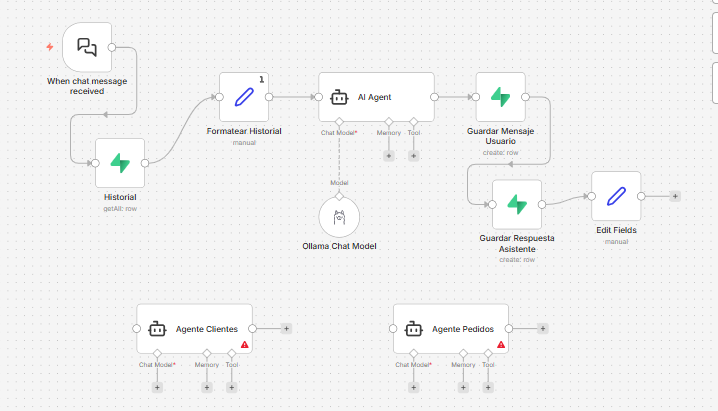 When chat message
received
Historial
getAll: row
1
Formatear Historial
manual
AI Agent
Chat Model*
Memory
Tool
Model
Ollama Chat Model
Guardar Mensaje
Usuario
create: row
Guardar Respuesta
Asistente
create: row
Edit Fields
manual
Agente Clientes
Chat Model*
Memory
Tool
Agente Pedidos
Chat Model*
Memory
Tool